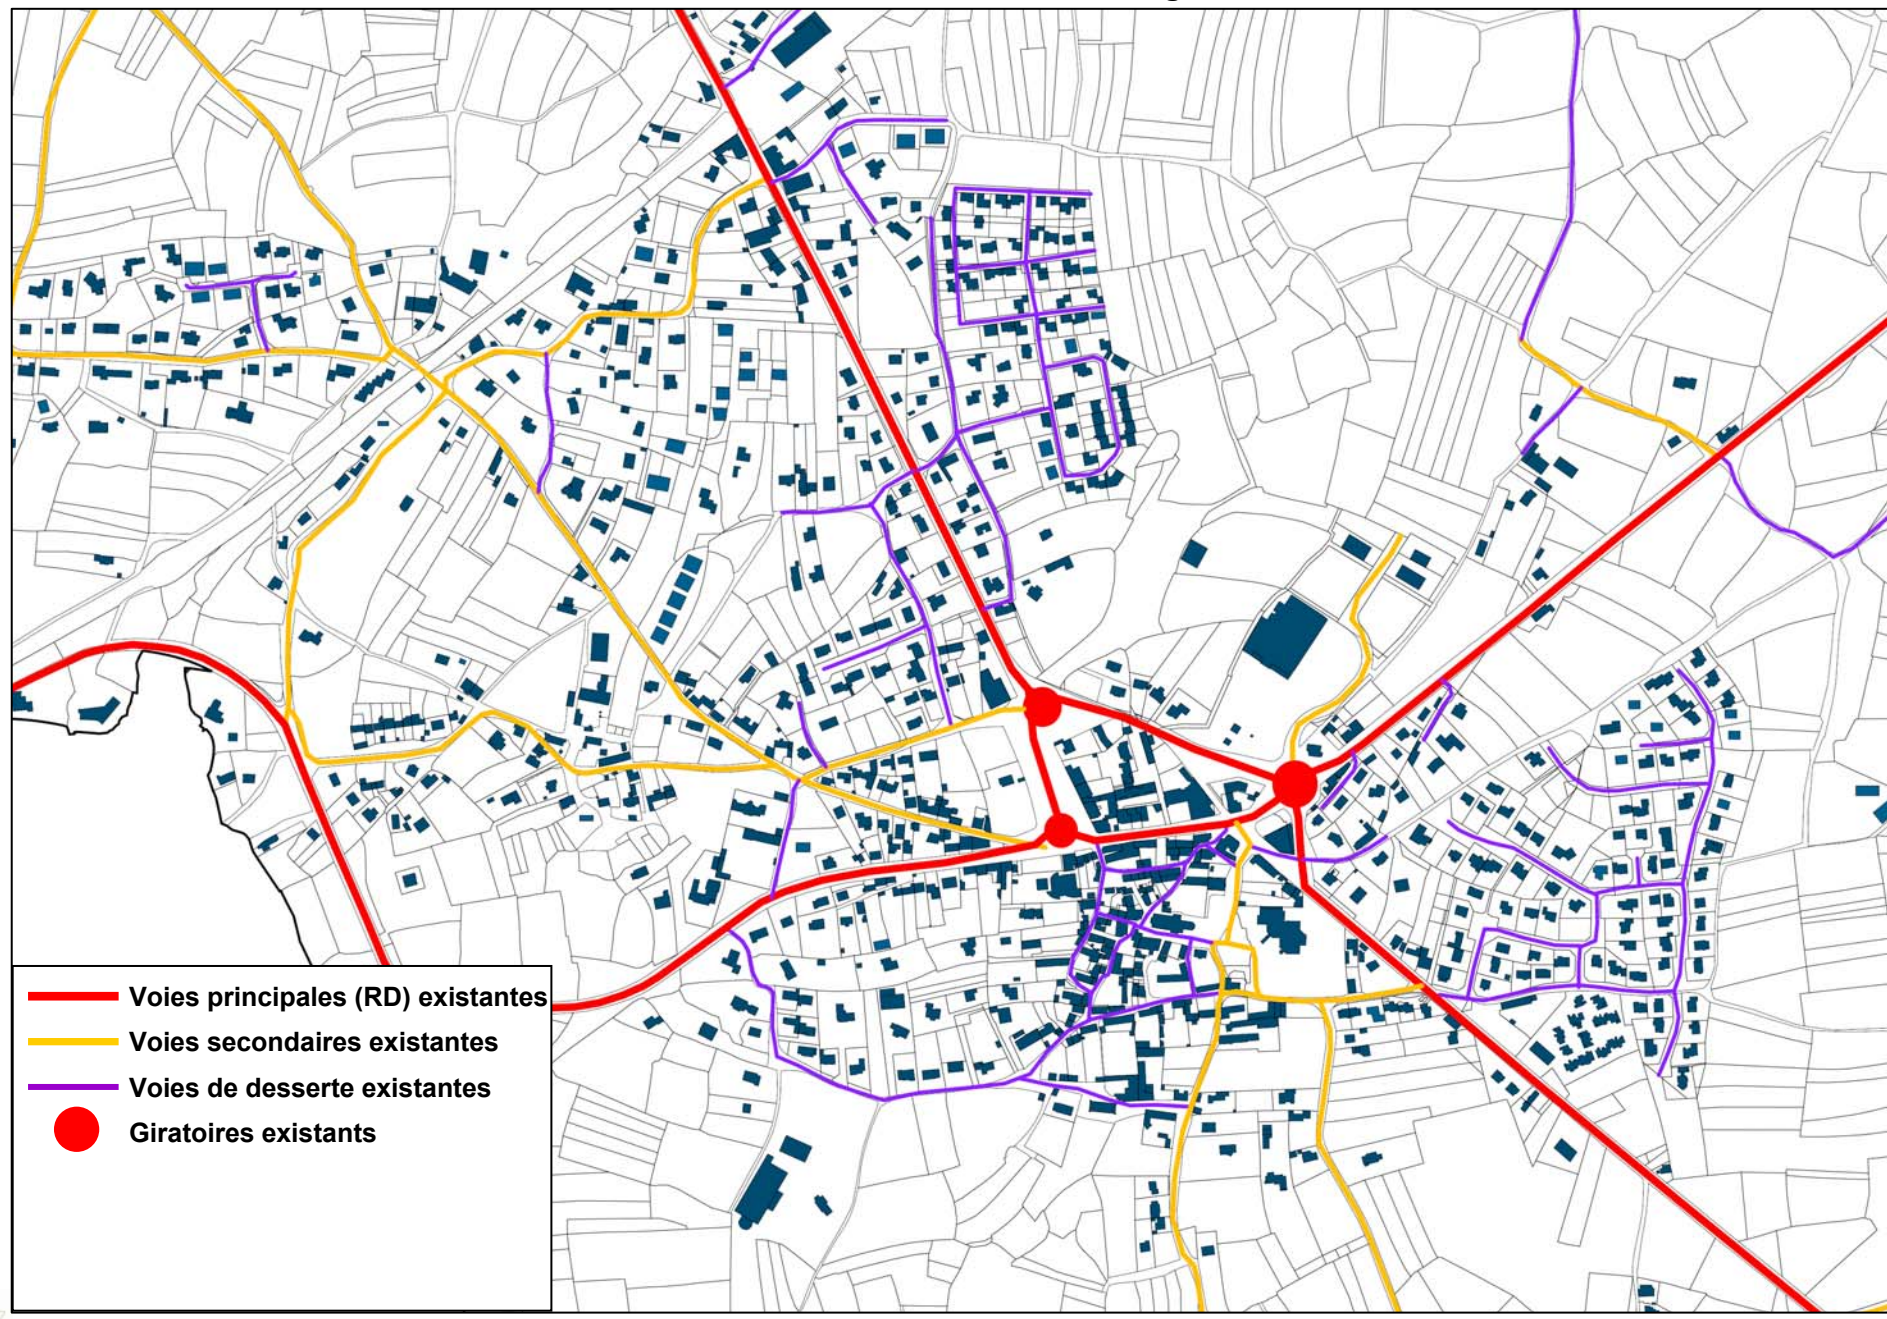 Voies principales (RD) existantes
Voies secondaires existantes
Voies de desserte existantes
Giratoires existants